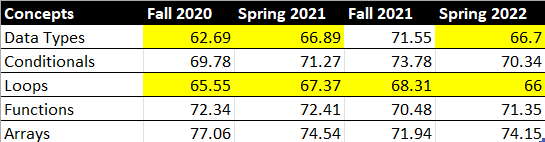 Concepts Fall 2020 Spring 2021 Fall 2021 Spring 2022
Data Types 62.69 66.89 71.55 66.7
Conditionals 69.78 71.27 73.78 70.34
Loops 65.55 67.37 68.31 66
Functions 72.34 72.41 70.48 71.35
Arrays 77.06 74.54 71.94 74.15